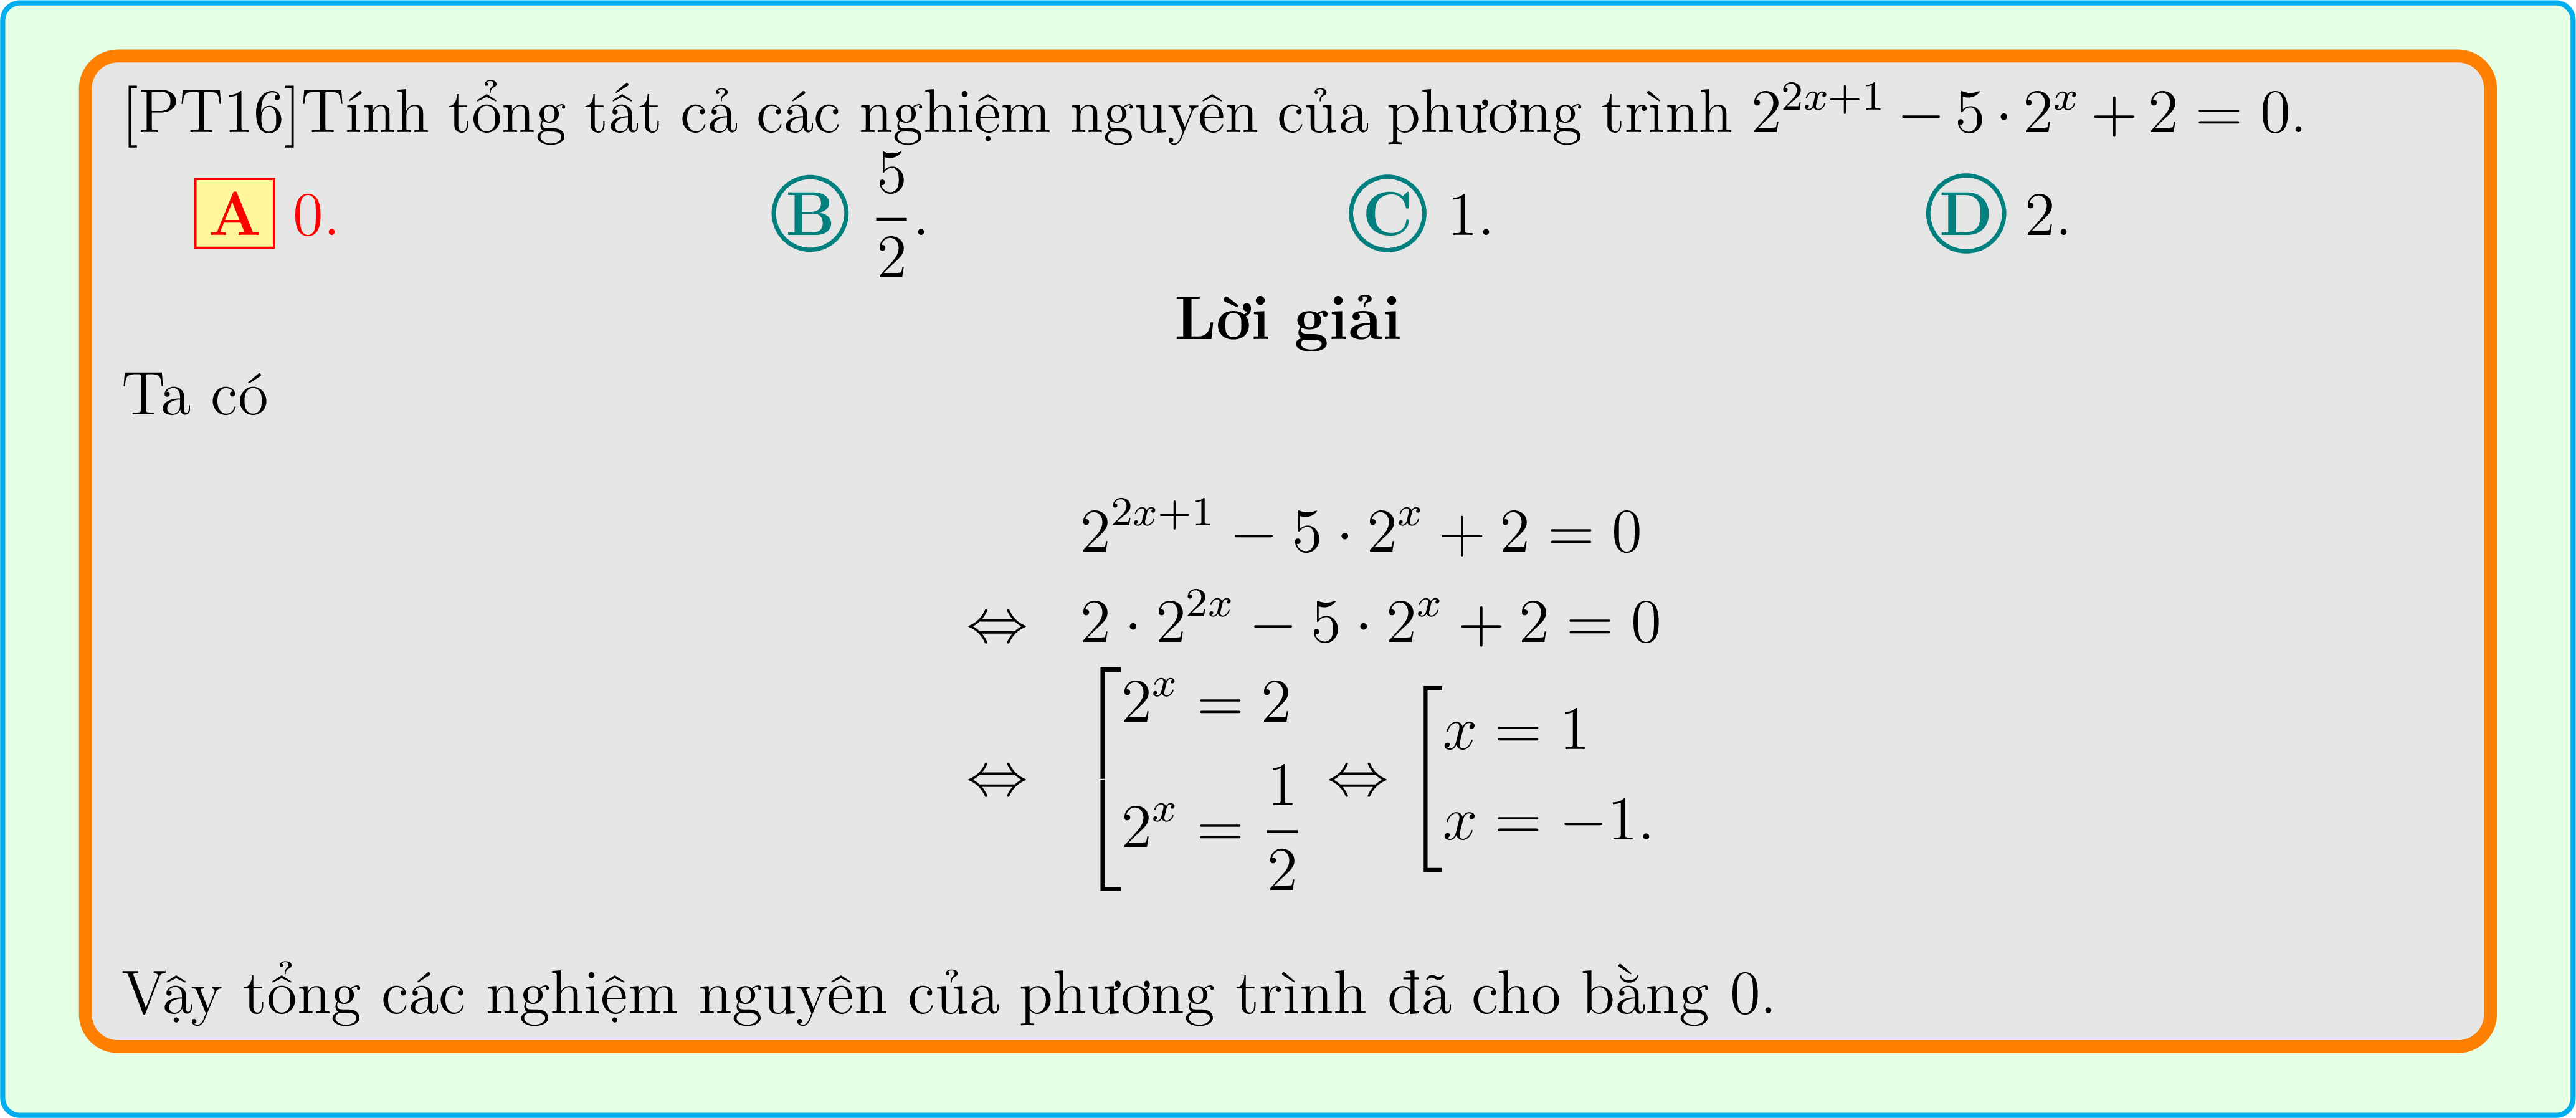 [PT16]Tính tổng tất cả các nghiệm nguyên của phương trình $2^{2x+1} - 5 \cdot 2^x + 2 = 0$.
A 0. B $\dfrac{5}{2}$. C 1. D 2.
Lời giải
Ta có
$2^{2x+1} - 5 \cdot 2^x + 2 = 0$
$\Leftrightarrow 2 \cdot 2^{2x} - 5 \cdot 2^x + 2 = 0$
$\Leftrightarrow \left[\begin{array}{l} 2^x = 2 \\ 2^x = \dfrac{1}{2} \end{array}\right. \Leftrightarrow \left[\begin{array}{l} x = 1 \\ x = -1. \end{array}\right.$
Vậy tổng các nghiệm nguyên của phương trình đã cho bằng 0.